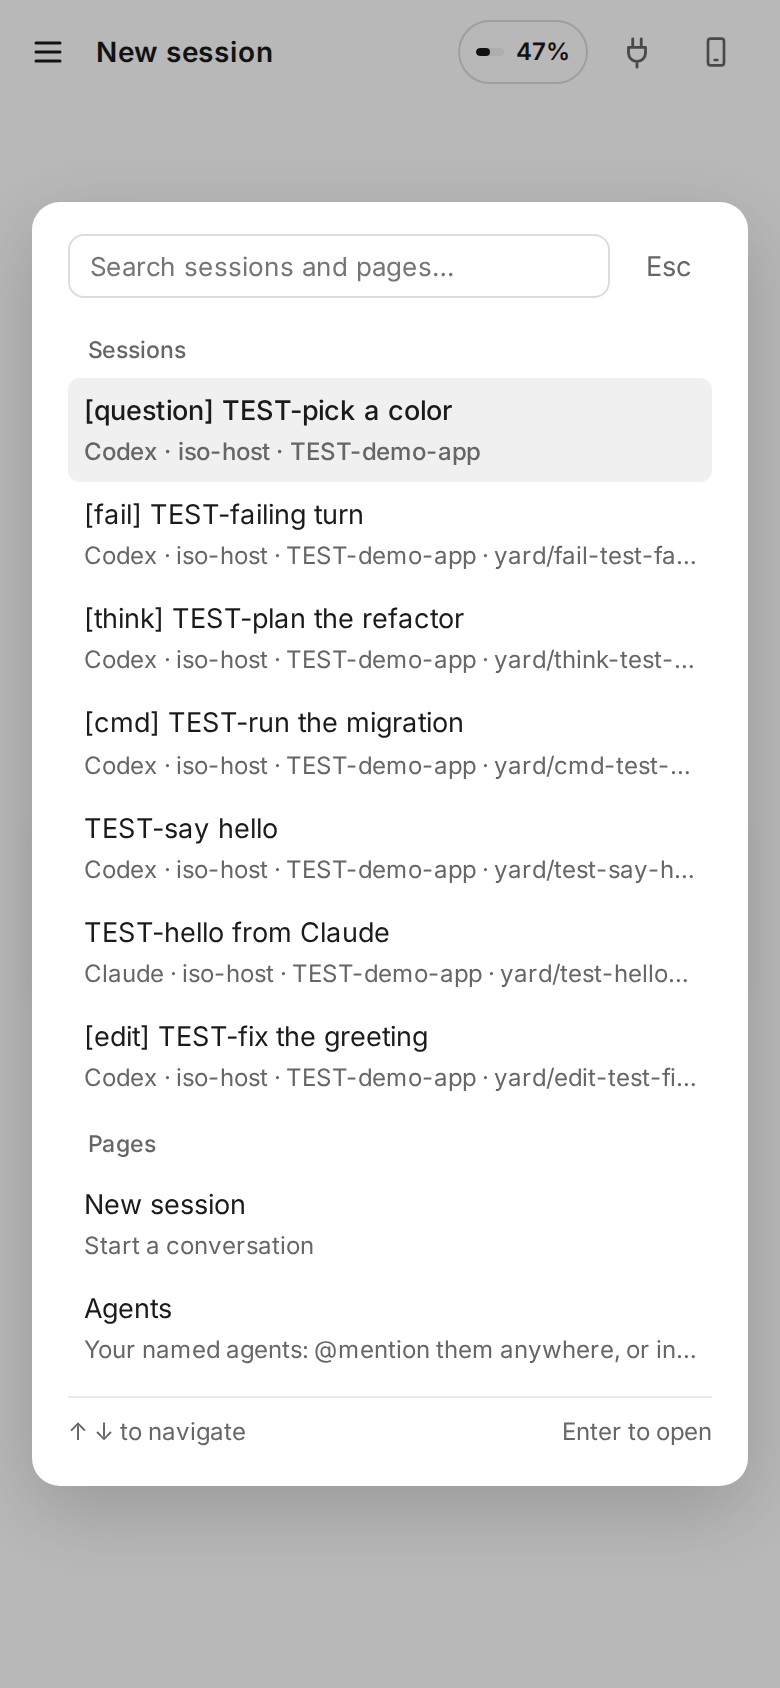 New session
47%
Search sessions and pages...
Esc
Sessions
[question] TEST-pick a color
Codex · iso-host · TEST-demo-app
[fail] TEST-failing turn
Codex · iso-host · TEST-demo-app · yard/fail-test-fa...
[think] TEST-plan the refactor
Codex · iso-host · TEST-demo-app · yard/think-test-...
[cmd] TEST-run the migration
Codex · iso-host · TEST-demo-app · yard/cmd-test-...
TEST-say hello
Codex · iso-host · TEST-demo-app · yard/test-say-h...
TEST-hello from Claude
Claude · iso-host · TEST-demo-app · yard/test-hello...
[edit] TEST-fix the greeting
Codex · iso-host · TEST-demo-app · yard/edit-test-fi...
Pages
New session
Start a conversation
Agents
Your named agents: @mention them anywhere, or in...
↑ ↓ to navigate
Enter to open